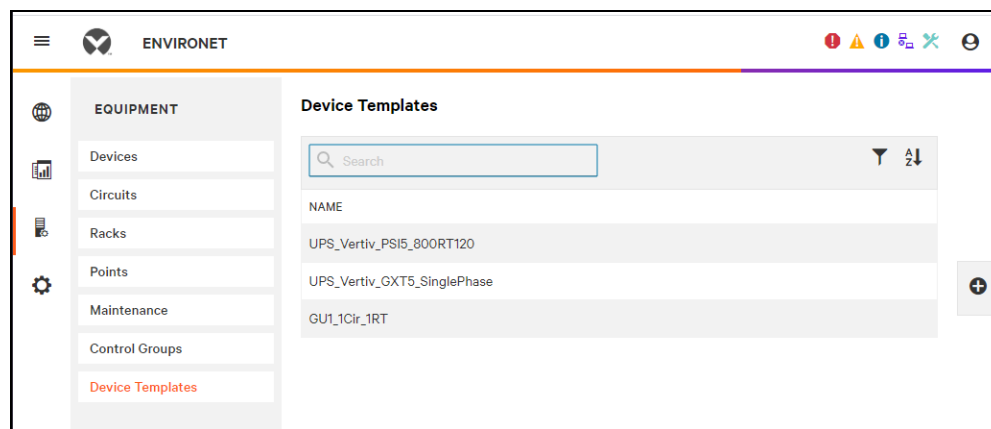 ENVIRONET
EQUIPMENT
Devices
Circuits
Racks
Points
Maintenance
Control Groups
Device Templates
Device Templates
Search
A
Z
NAME
UPS_Vertiv_PSI5_800RT120
UPS_Vertiv_GXT5_SinglePhase
GU1_1Cir_1RT